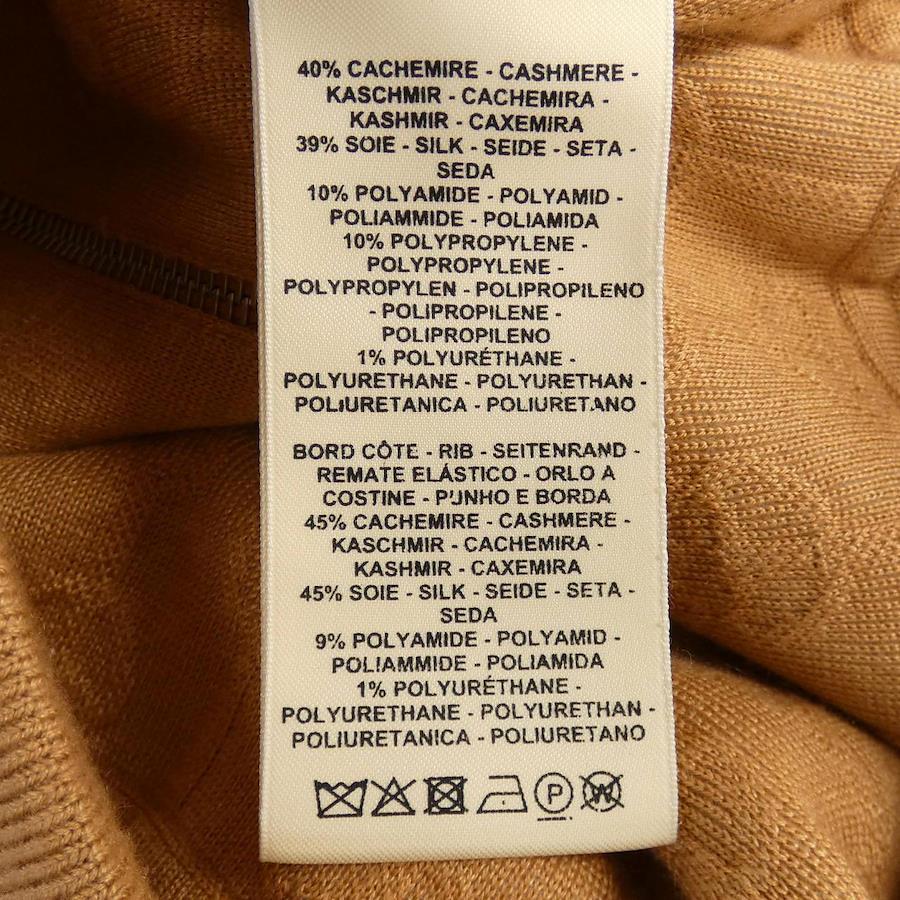 40% CACHEMIRE - CASHMERE -
KASCHMIR - CACHEMIRA -
KASHMIR - CAXEMIRA
39% SOIE - SILK - SEIDE - SETA -
SEDA
10% POLYAMIDE - POLYAMID -
POLIAMMIDE - POLIAMIDA
10% POLYPROPYLENE -
POLYPROPYLENE -
POLYPROPYLEN - POLIPROPILENO
- POLIPROPILENE -
POLIPROPILENO
1% POLYURÉTHANE -
POLYURETHANE - POLYURETHAN -
POLIURETANICA - POLIURETANO
BORD CÔTE - RIB - SEITENRAND -
REMATE ELÁSTICO - ORLO A
COSTINE - PUNHO E BORDA
45% CACHEMIRE - CASHMERE -
KASCHMIR - CACHEMIRA -
KASHMIR - CAXEMIRA
45% SOIE - SILK - SEIDE - SETA -
SEDA
9% POLYAMIDE - POLYAMID -
POLIAMMIDE - POLIAMIDA
1% POLYURÉTHANE -
POLYURETHANE - POLYURETHAN -
POLIURETANICA - POLIURETANO
P W